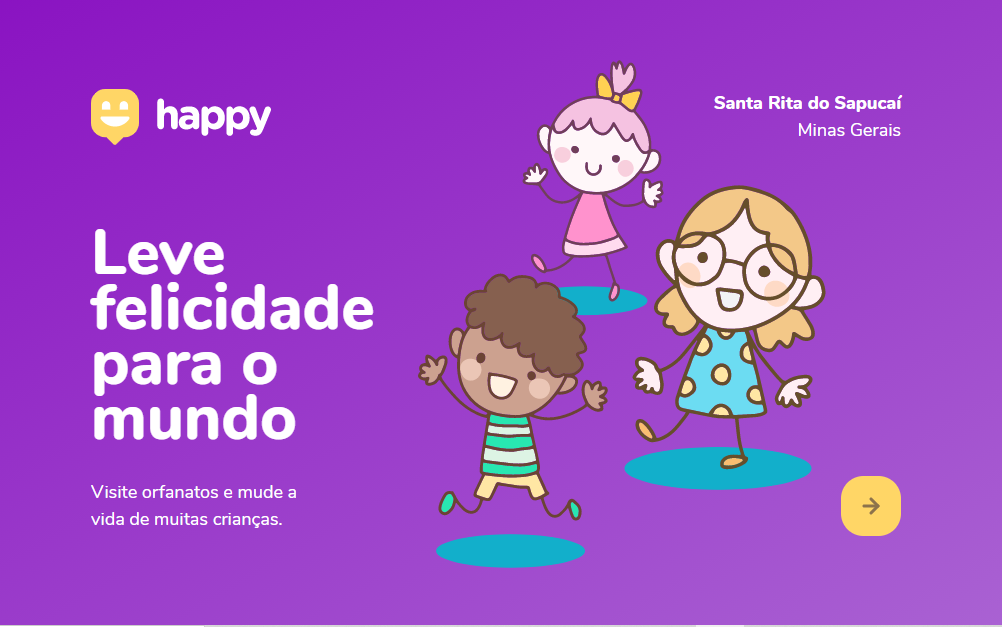 happy
Santa Rita do Sapucaí
Minas Gerais
Leve
felicidade
para o
mundo
Visite orfanatos e mude a
vida de muitas crianças.